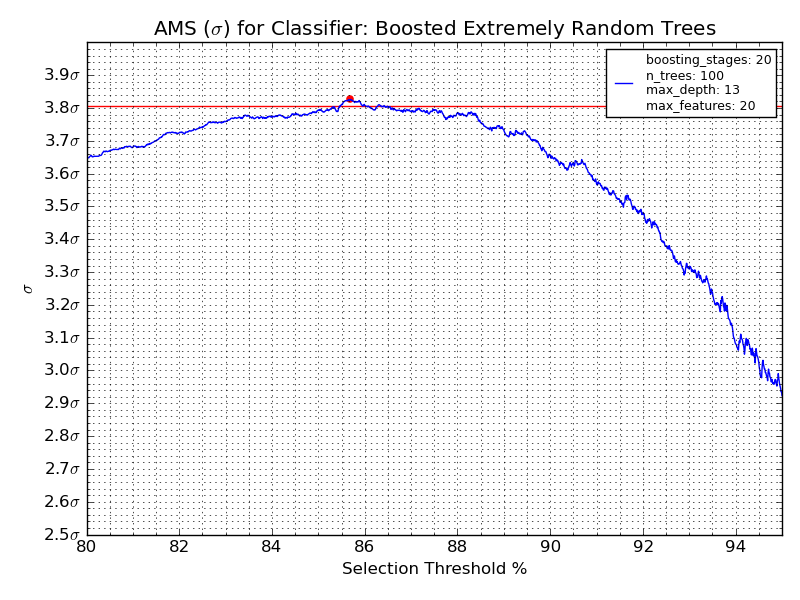 AMS (σ) for Classifier: Boosted Extremely Random Trees
boosting_stages: 20
n_trees: 100
max_depth: 13
max_features: 20
3.9σ
3.8σ
3.7σ
3.6σ
3.5σ
3.4σ
3.3σ
3.2σ
3.1σ
3.0σ
2.9σ
2.8σ
2.7σ
2.6σ
2.5σ
σ
80 82 84 86 88 90 92 94
Selection Threshold %